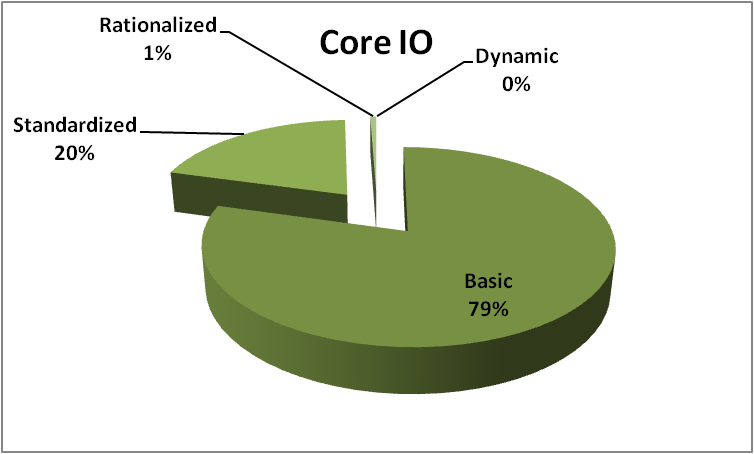 Core IO
Rationalized
1%
Dynamic
0%
Standardized
20%
Basic
79%